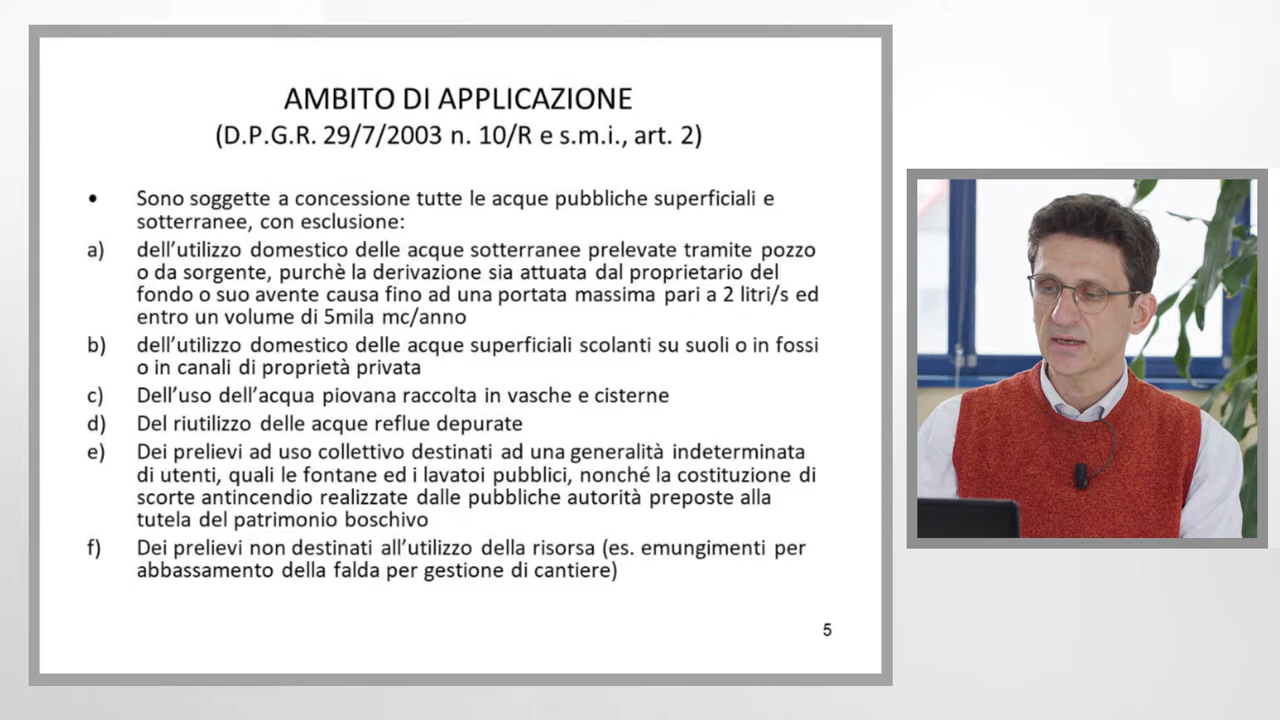 AMBITO DI APPLICAZIONE
(D.P.G.R. 29/7/2003 n. 10/R e s.m.i., art. 2)
• Sono soggette a concessione tutte le acque pubbliche superficiali e
sotterranee, con esclusione:
a) dell’utilizzo domestico delle acque sotterranee prelevate tramite pozzo
o da sorgente, purchè la derivazione sia attuata dal proprietario del
fondo o suo avente causa fino ad una portata massima pari a 2 litri/s ed
entro un volume di 5mila mc/anno
b) dell’utilizzo domestico delle acque superficiali scolanti su suoli o in fossi
o in canali di proprietà privata
c) Dell’uso dell’acqua piovana raccolta in vasche e cisterne
d) Del riutilizzo delle acque reflue depurate
e) Dei prelievi ad uso collettivo destinati ad una generalità indeterminata
di utenti, quali le fontane ed i lavatoi pubblici, nonché la costituzione di
scorte antincendio realizzate dalle pubbliche autorità preposte alla
tutela del patrimonio boschivo
f) Dei prelievi non destinati all’utilizzo della risorsa (es. emungimenti per
abbassamento della falda per gestione di cantiere)
5